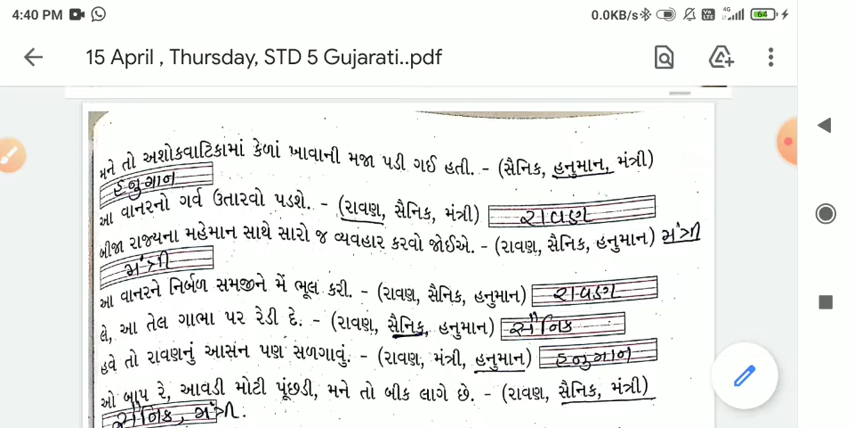 4:40 PM
0.0KB/s 4G 64
15 April , Thursday, STD 5 Gujarati..pdf
મને તો અશોકવાટિકામાં કેળાં ખાવાની મજા પડી ગઈ હતી. - (સૈનિક, હનુમાન, મંત્રી)
હનુમાન
આ વાનરનો ગર્વ ઉતારવો પડશે. - (રાવણ, સૈનિક, મંત્રી) રાવણ
બીજા રાજ્યના મહેમાન સાથે સારો જ વ્યવહાર કરવો જોઈએ. - (રાવણ, સૈનિક, હનુમાન) મંત્રી
મંત્રી
આ વાનરને નિર્બળ સમજીને મેં ભૂલ કરી. - (રાવણ, સૈનિક, હનુમાન) રાવણ
લે, આ તેલ ગાભા પર રેડી દે. - (રાવણ, સૈનિક, હનુમાન) સૈનિક
હવે તો રાવણનું આસન પણ સળગાવું. - (રાવણ, મંત્રી, હનુમાન) હનુમાન
ઓ બાપ રે, આવડી મોટી પૂંછડી, મને તો બીક લાગે છે. - (રાવણ, સૈનિક, મંત્રી)
સૈનિક, મંત્રી.